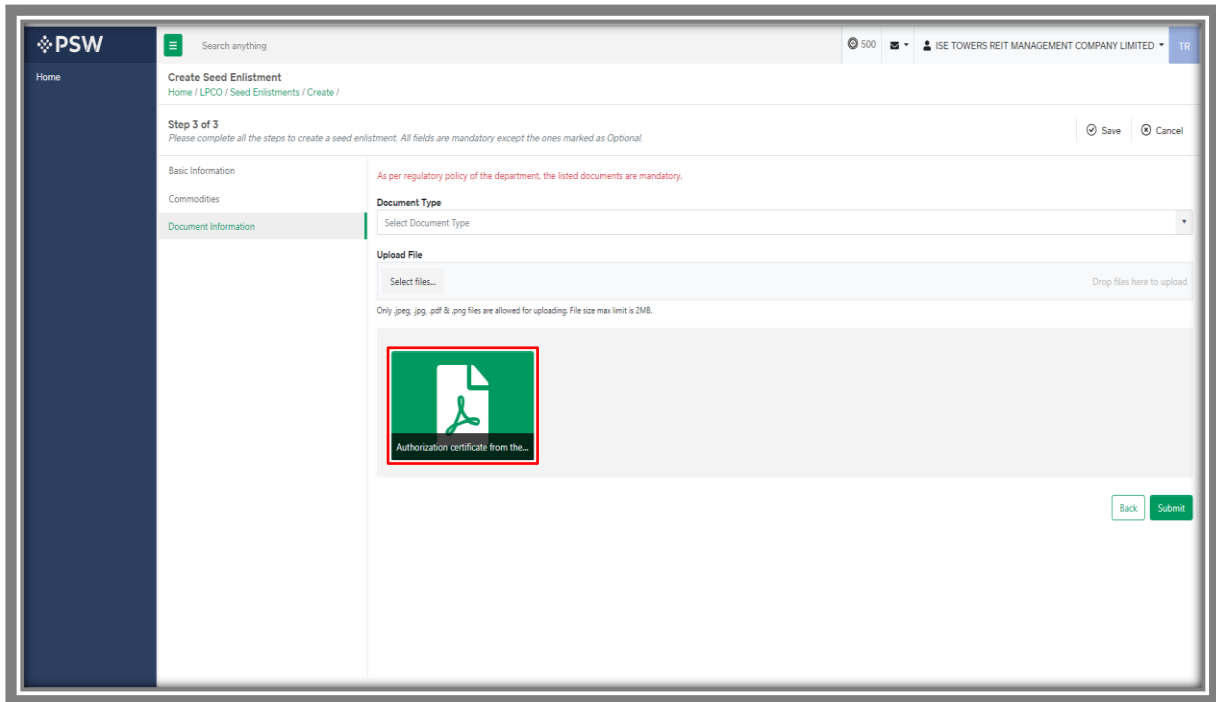 PSW
Search anything
500
ISE TOWERS REIT MANAGEMENT COMPANY LIMITED
TR
Home
Create Seed Enlistment
Home / LPCO / Seed Enlistments / Create /
Step 3 of 3
Please complete all the steps to create a seed enlistment. All fields are mandatory except the ones marked as Optional.
Save
Cancel
Basic Information
Commodities
Document Information
As per regulatory policy of the department, the listed documents are mandatory.
Document Type
Select Document Type
Upload File
Select files...
Drop files here to upload
Only .jpeg, .jpg, .pdf & .png files are allowed for uploading. File size max limit is 2MB.
Authorization certificate from the...
Back
Submit